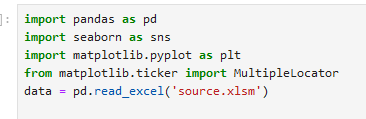 ]: import pandas as pd
import seaborn as sns
import matplotlib.pyplot as plt
from matplotlib.ticker import MultipleLocator
data = pd.read_excel('source.xlsm')